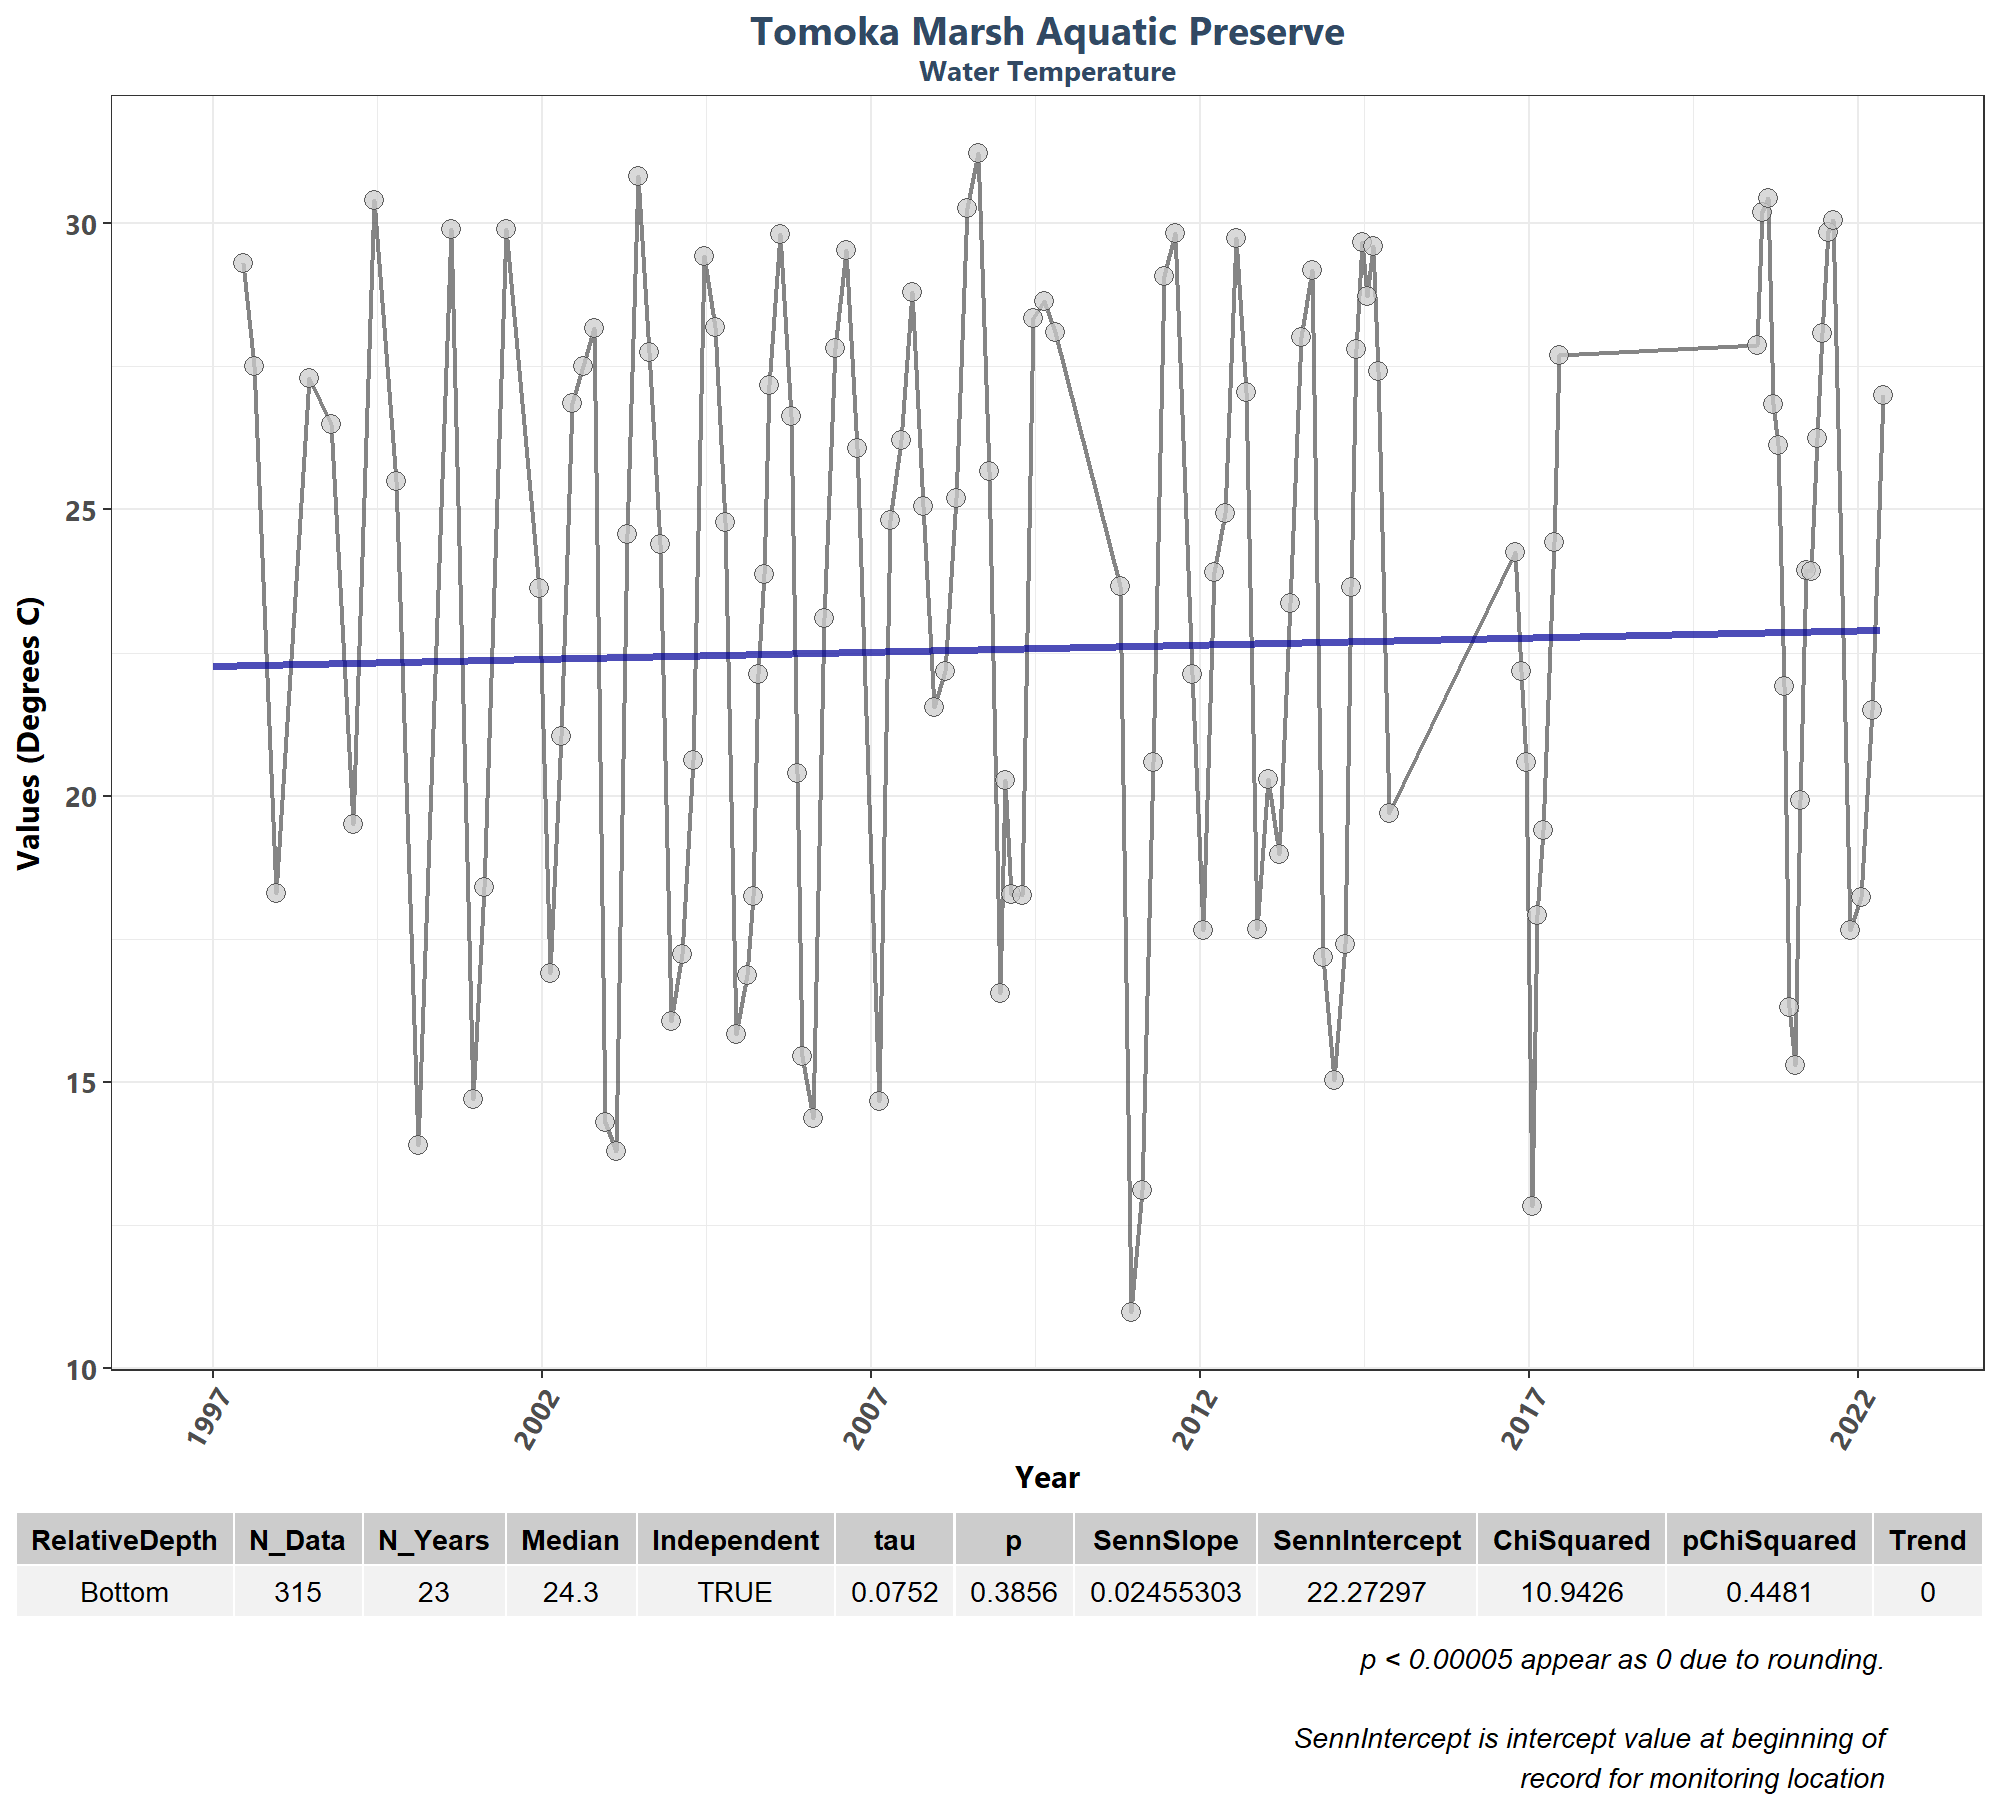 Tomoka Marsh Aquatic Preserve
Water Temperature
Values (Degrees C)
30
25
20
15
10
1997 2002 2007 2012 2017 2022
Year
RelativeDepth N_Data N_Years Median Independent tau p SennSlope SennIntercept ChiSquared pChiSquared Trend
Bottom 315 23 24.3 TRUE 0.0752 0.3856 0.02455303 22.27297 10.9426 0.4481 0
p < 0.00005 appear as 0 due to rounding.
SennIntercept is intercept value at beginning of
record for monitoring location